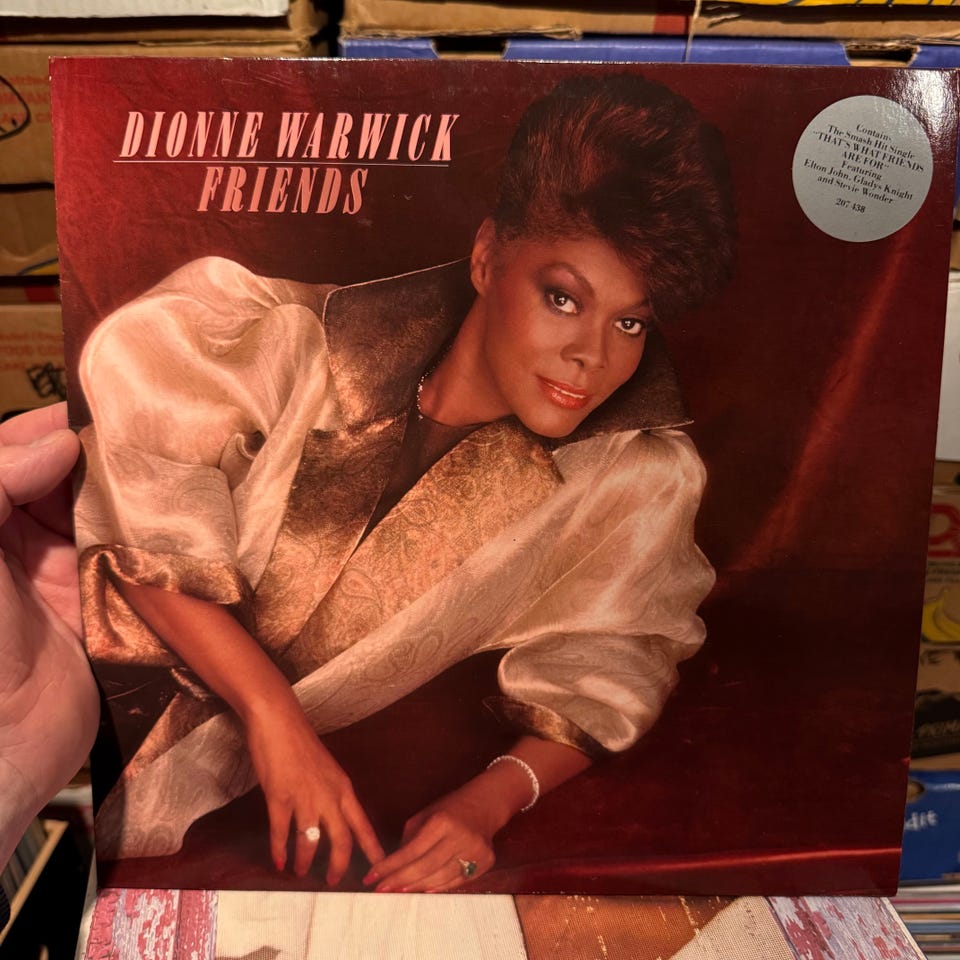 DIONNE WARWICK
FRIENDS
Contains
The Smash Hit Single
"THAT'S WHAT FRIENDS
ARE FOR"
Featuring
Elton John, Gladys Knight
and Stevie Wonder
207 438